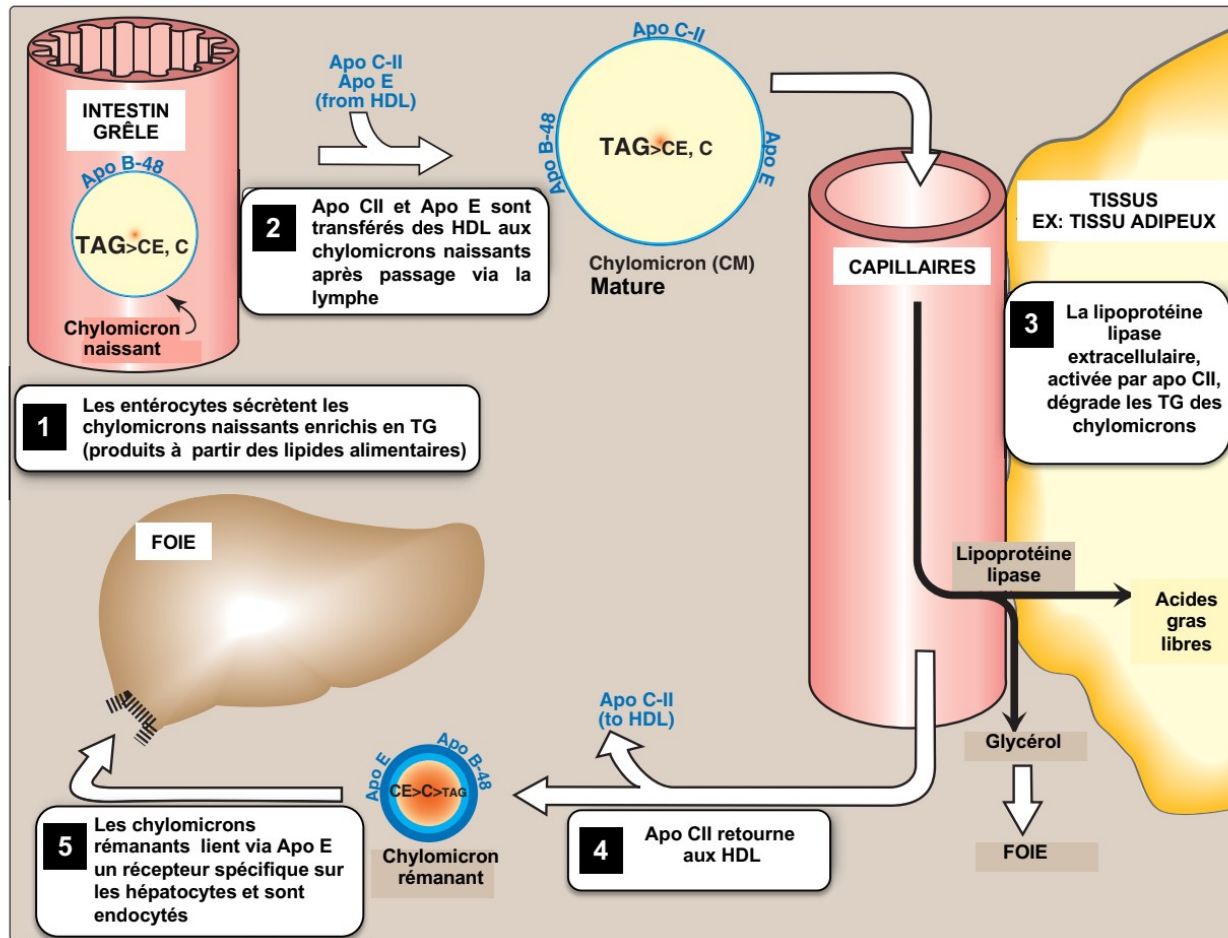 INTESTIN
GRÊLE
Apo B-48
TAG>CE, C
Chylomicron
naissant
Apo C-II
Apo E
(from HDL)
2
Apo CII et Apo E sont
transférés des HDL aux
chylomicrons naissants
après passage via la
lymphe
Apo C-II
Apo B-48
TAG>CE, C
Apo E
Chylomicron (CM)
Mature
CAPILLAIRES
TISSUS
EX: TISSU ADIPEUX
3
La lipoprotéine
lipase
extracellulaire,
activée par apo CII,
dégrade les TG des
chylomicrons
1
Les entérocytes sécrètent les
chylomicrons naissants enrichis en TG
(produits à partir des lipides alimentaires)
FOIE
Lipoprotéine
lipase
Acides
gras
libres
Glycérol
FOIE
Apo C-II
(to HDL)
4
Apo CII retourne
aux HDL
Apo E
Apo B-48
CE>C>TAG
Chylomicron
rémanant
5
Les chylomicrons
rémanants lient via Apo E
un récepteur spécifique sur
les hépatocytes et sont
endocytés